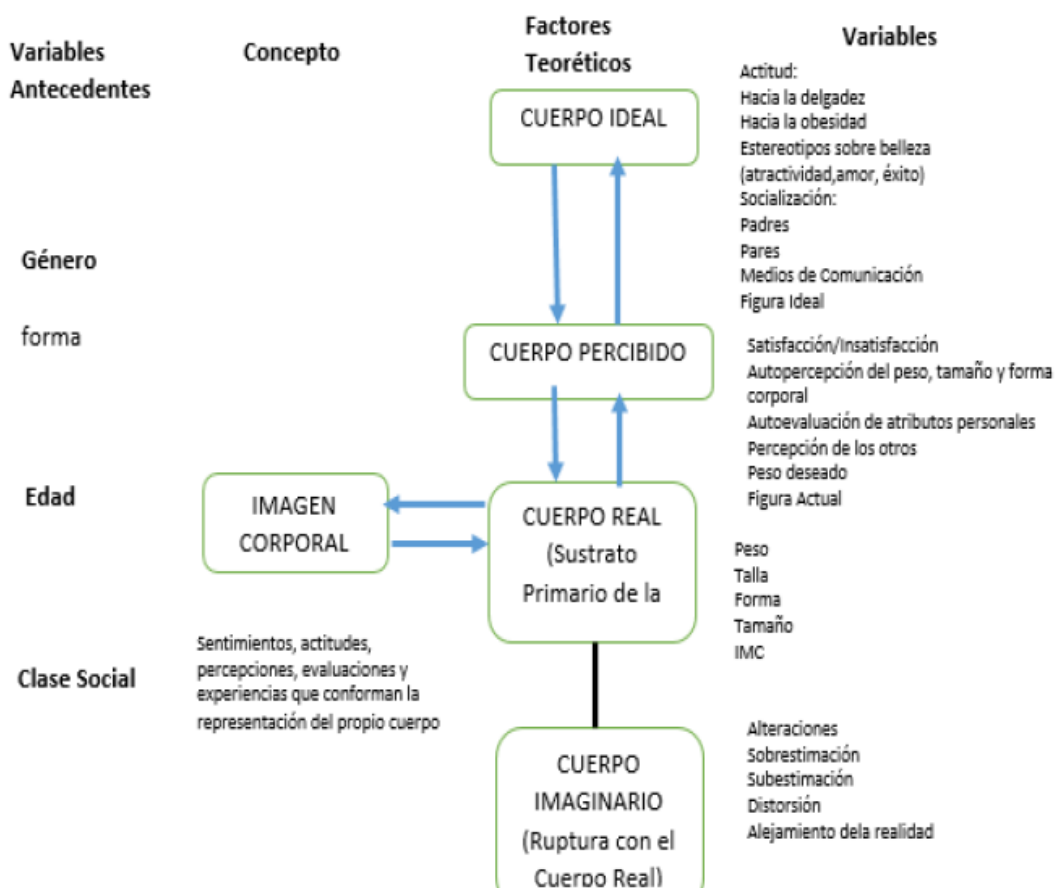 Variables
Antecedentes
Concepto
Factores
Teoréticos
Variables
CUERPO IDEAL
Actitud:
Hacia la delgadez
Hacia la obesidad
Estereotipos sobre belleza
(atractividad,amor, éxito)
Socialización:
Padres
Pares
Medios de Comunicación
Figura Ideal
Género
forma
CUERPO PERCIBIDO
Satisfacción/Insatisfacción
Autopercepción del peso, tamaño y forma
corporal
Autoevaluación de atributos personales
Percepción de los otros
Peso deseado
Figura Actual
Edad
IMAGEN
CORPORAL
CUERPO REAL
(Sustrato
Primario de la
Peso
Talla
Forma
Tamaño
IMC
Clase Social
Sentimientos, actitudes,
percepciones, evaluaciones y
experiencias que conforman la
representación del propio cuerpo
CUERPO
IMAGINARIO
(Ruptura con el
Cuerpo Real)
Alteraciones
Sobrestimación
Subestimación
Distorsión
Alejamiento dela realidad